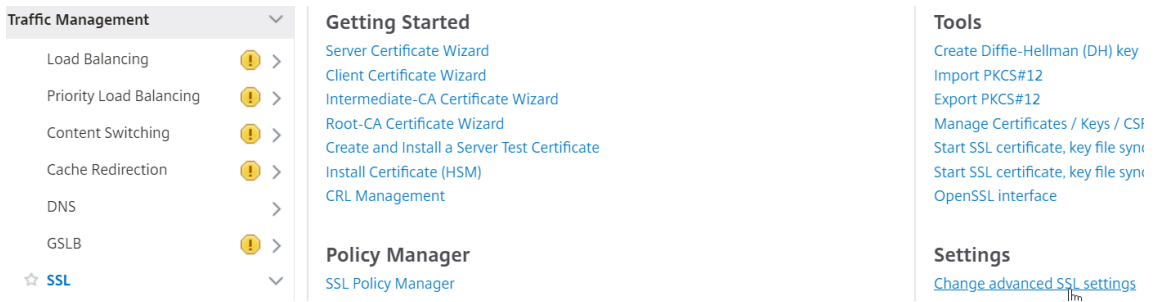 Traffic Management
Load Balancing
Priority Load Balancing
Content Switching
Cache Redirection
DNS
GSLB
SSL
Getting Started
Server Certificate Wizard
Client Certificate Wizard
Intermediate-CA Certificate Wizard
Root-CA Certificate Wizard
Create and Install a Server Test Certificate
Install Certificate (HSM)
CRL Management
Policy Manager
SSL Policy Manager
Tools
Create Diffie-Hellman (DH) key
Import PKCS#12
Export PKCS#12
Manage Certificates / Keys / CSR
Start SSL certificate, key file sync
Start SSL certificate, key file sync
OpenSSL interface
Settings
Change advanced SSL settings